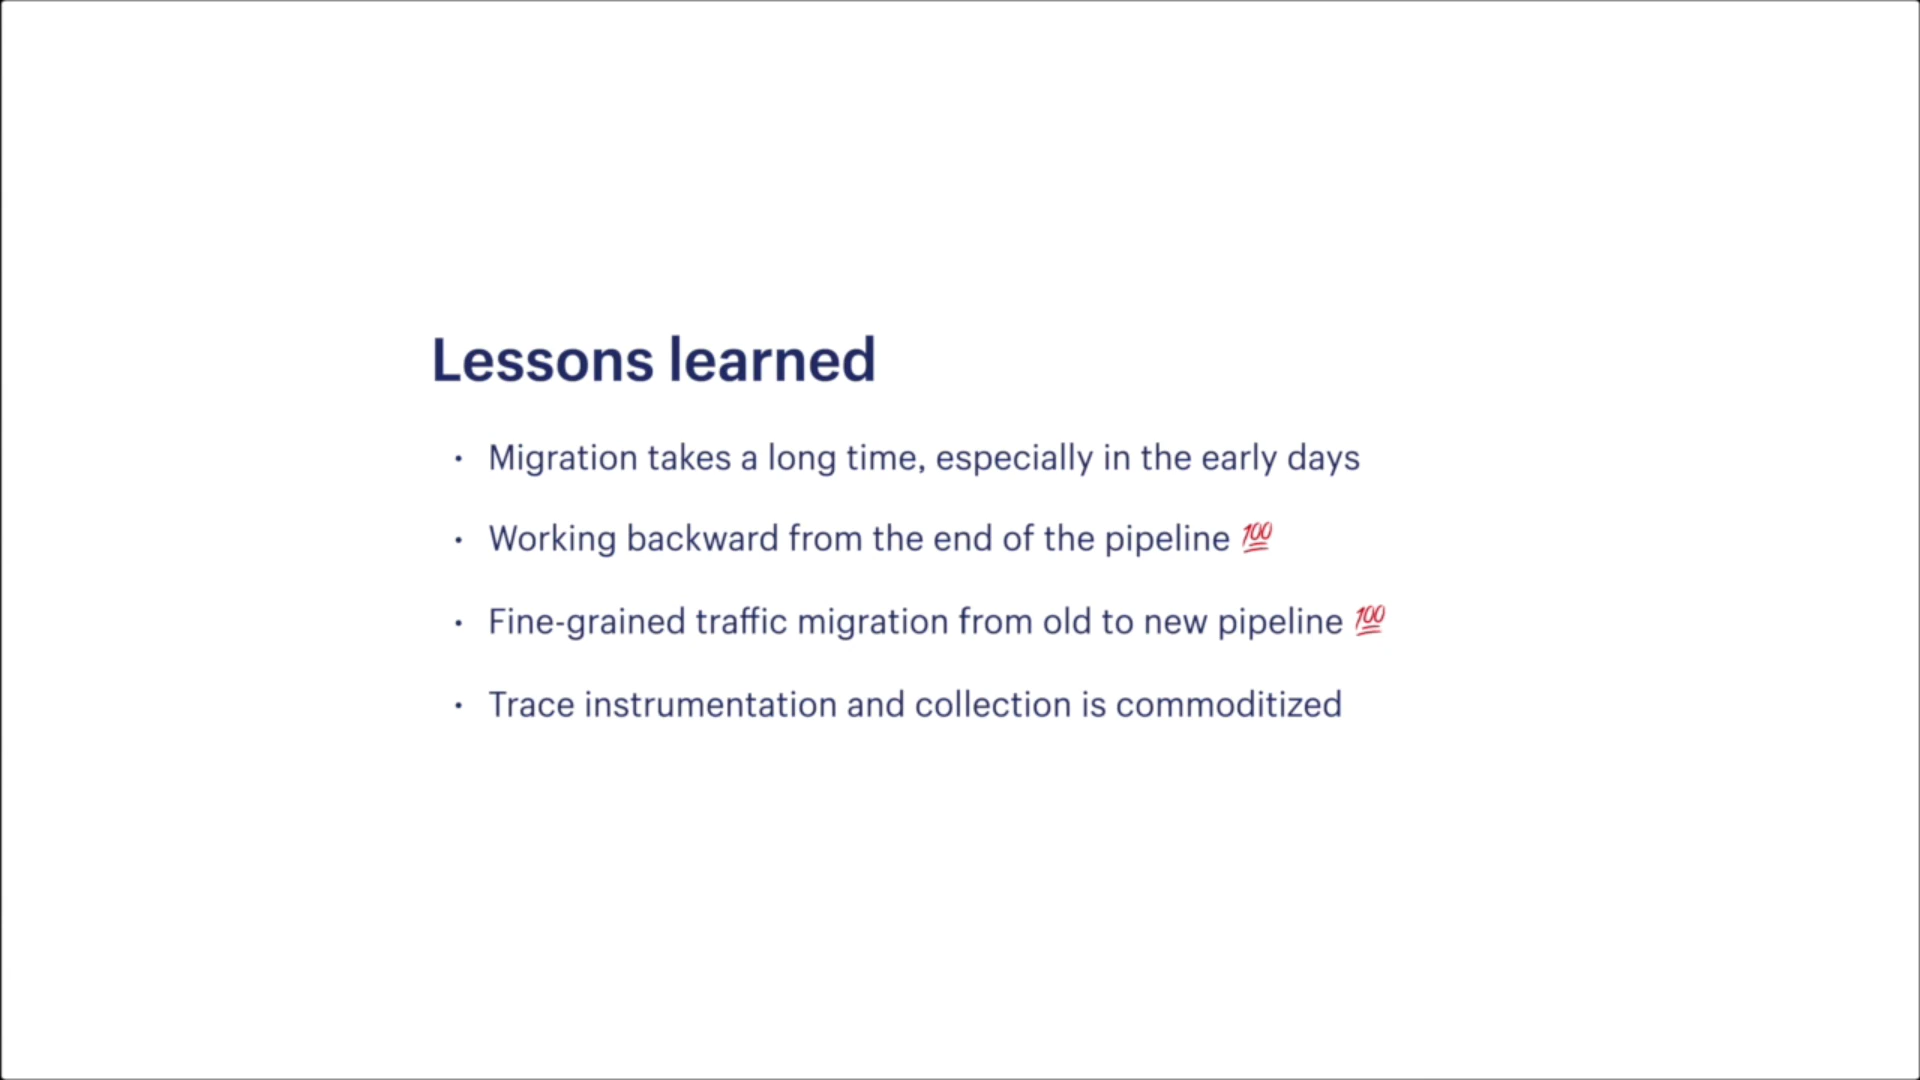 Lessons learned
• Migration takes a long time, especially in the early days
• Working backward from the end of the pipeline 💯
• Fine-grained traffic migration from old to new pipeline 💯
• Trace instrumentation and collection is commoditized